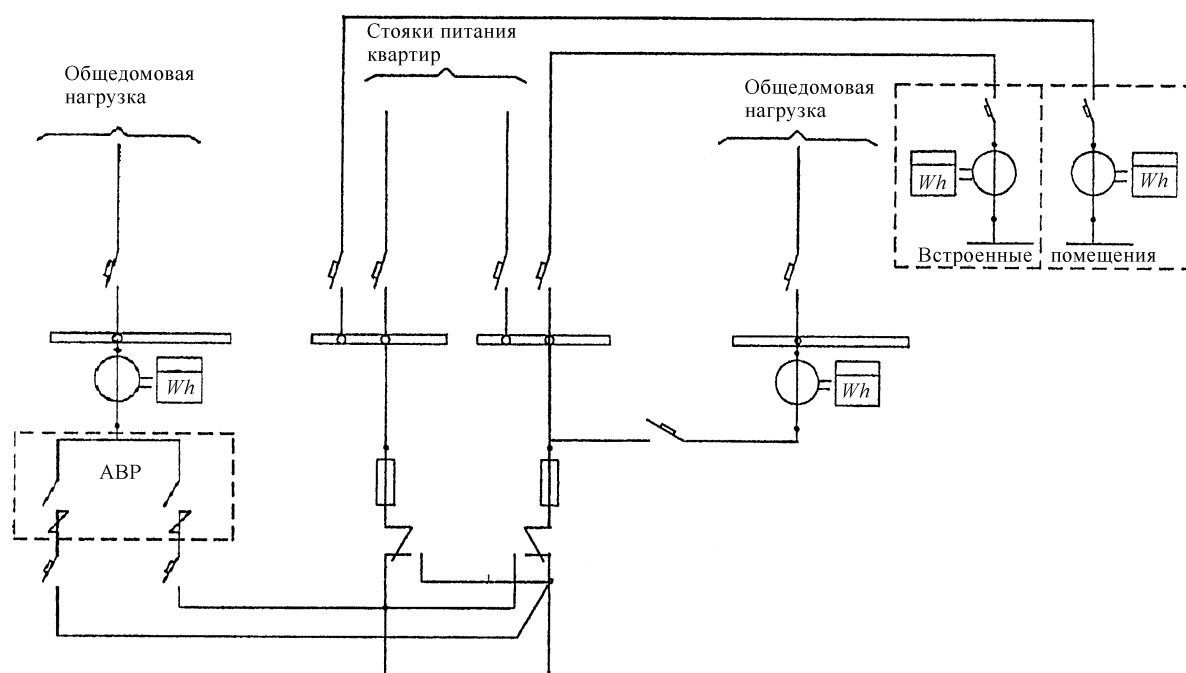 Стояки питания
квартир
Общедомовая
нагрузка
Общедомовая
нагрузка
Wh
Wh
Встроенные помещения
Wh
Wh
АВР